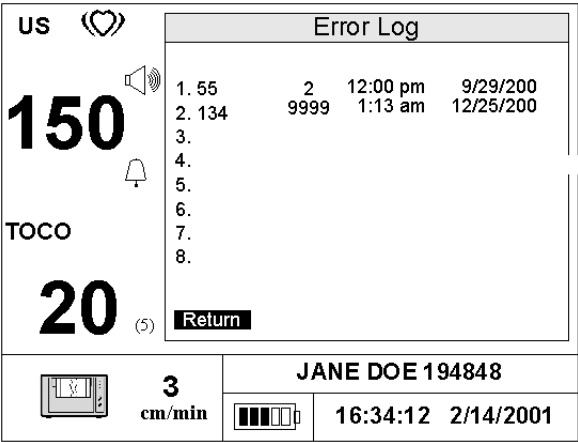 US
Error Log
1. 55 2 12:00 pm 9/29/200
2. 134 9999 1:13 am 12/25/200
3.
4.
5.
6.
7.
8.
150
TOCO
20 (5)
Return
3
cm/min
JANE DOE 194848
16:34:12 2/14/2001